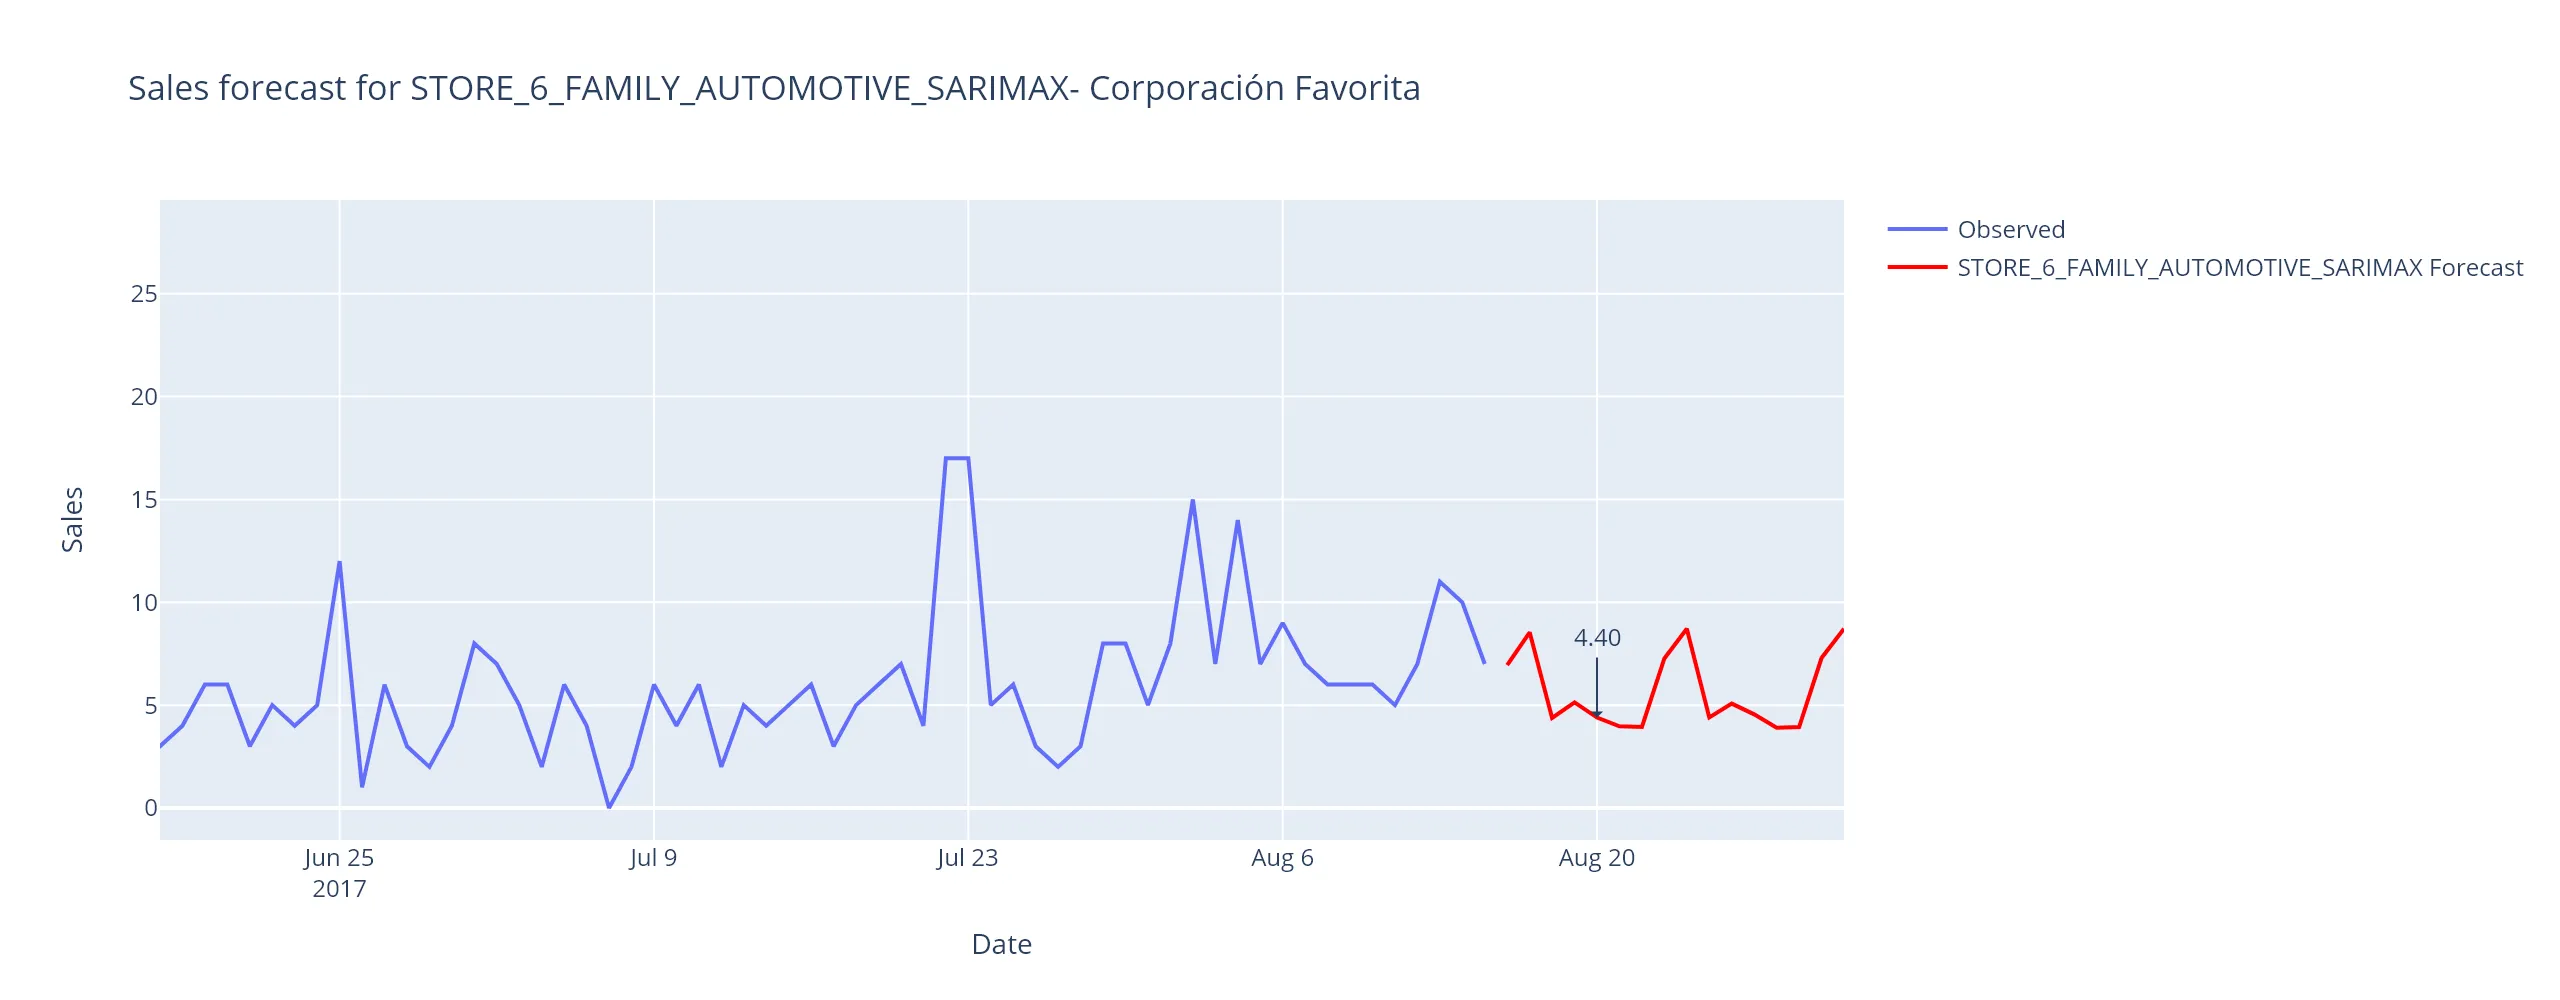 Sales forecast for STORE_6_FAMILY_AUTOMOTIVE_SARIMAX- Corporación Favorita
Observed
STORE_6_FAMILY_AUTOMOTIVE_SARIMAX Forecast
25
20
15
10
5
0
Sales
4.40
Jun 25
2017
Jul 9
Jul 23
Aug 6
Aug 20
Date